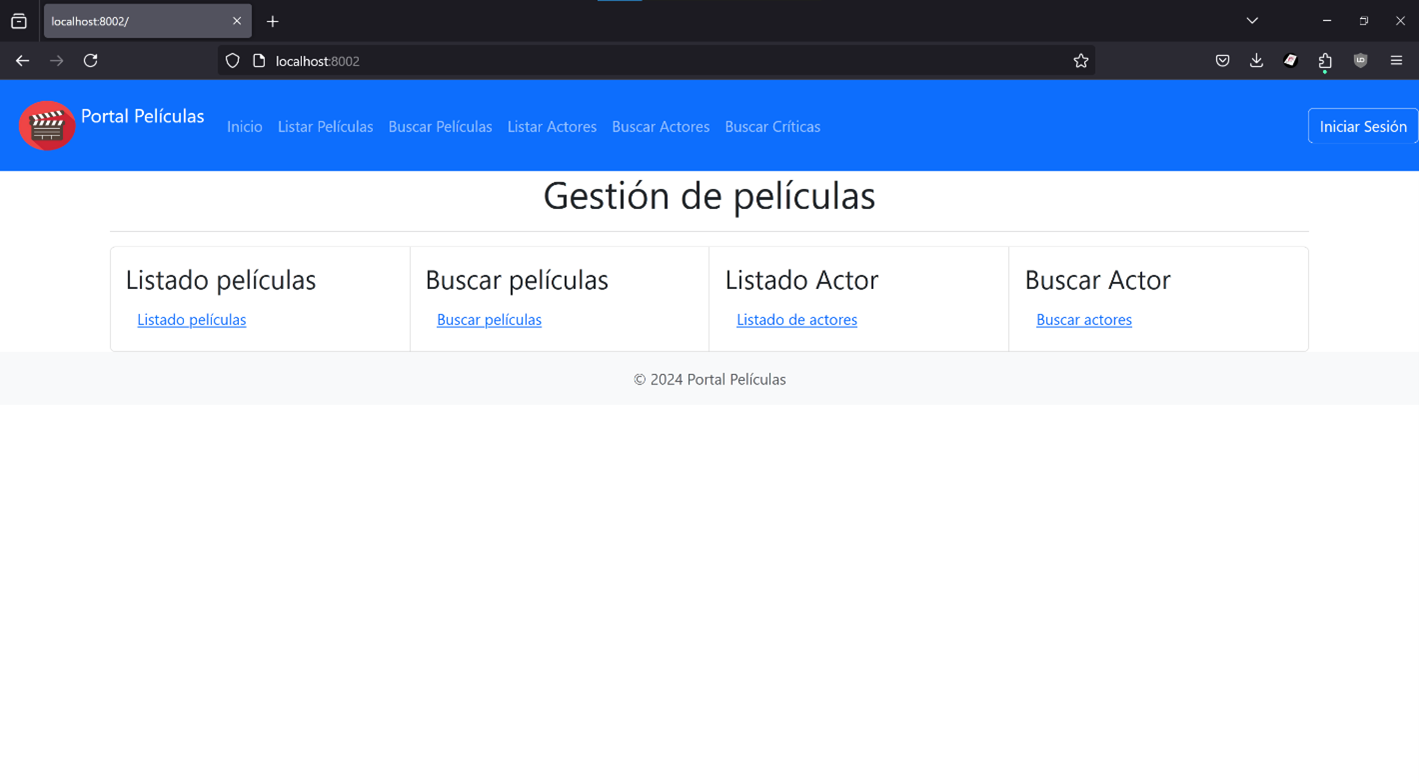 localhost:8002/
localhost:8002
Portal Películas
Inicio Listar Películas Buscar Películas Listar Actores Buscar Actores Buscar Críticas
Iniciar Sesión
Gestión de películas
Listado películas
Listado películas
Buscar películas
Buscar películas
Listado Actor
Listado de actores
Buscar Actor
Buscar actores
© 2024 Portal Películas